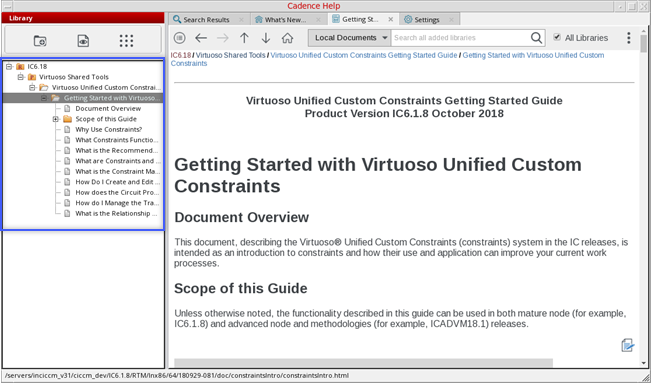 Cadence Help
Library
Search Results
What's New...
Getting St...
Settings
Local Documents
Search all added libraries
All Libraries
IC6.18
Virtuoso Shared Tools
Virtuoso Unified Custom Constrai...
Getting Started with Virtuoso...
Document Overview
Scope of this Guide
Why Use Constraints?
What Constraints Functio...
What is the Recommend...
What are Constraints and ...
What is the Constraint Ma...
How Do I Create and Edit ...
How does the Circuit Pro...
How do I Manage the Tra...
What is the Relationship ...
IC6.18 / Virtuoso Shared Tools / Virtuoso Unified Custom Constraints Getting Started Guide / Getting Started with Virtuoso Unified Custom
Constraints
Virtuoso Unified Custom Constraints Getting Started Guide
Product Version IC6.1.8 October 2018
Getting Started with Virtuoso Unified Custom
Constraints
Document Overview
This document, describing the Virtuoso® Unified Custom Constraints (constraints) system in the IC releases, is
intended as an introduction to constraints and how their use and application can improve your current work
processes.
Scope of this Guide
Unless otherwise noted, the functionality described in this guide can be used in both mature node (for example,
IC6.1.8) and advanced node and methodologies (for example, ICADVM18.1) releases.
/servers/inciccm_v31/ciccm_dev/IC6.1.8/RTM/lnx86/64/180929-081/doc/constraintsIntro/constraintsIntro.html